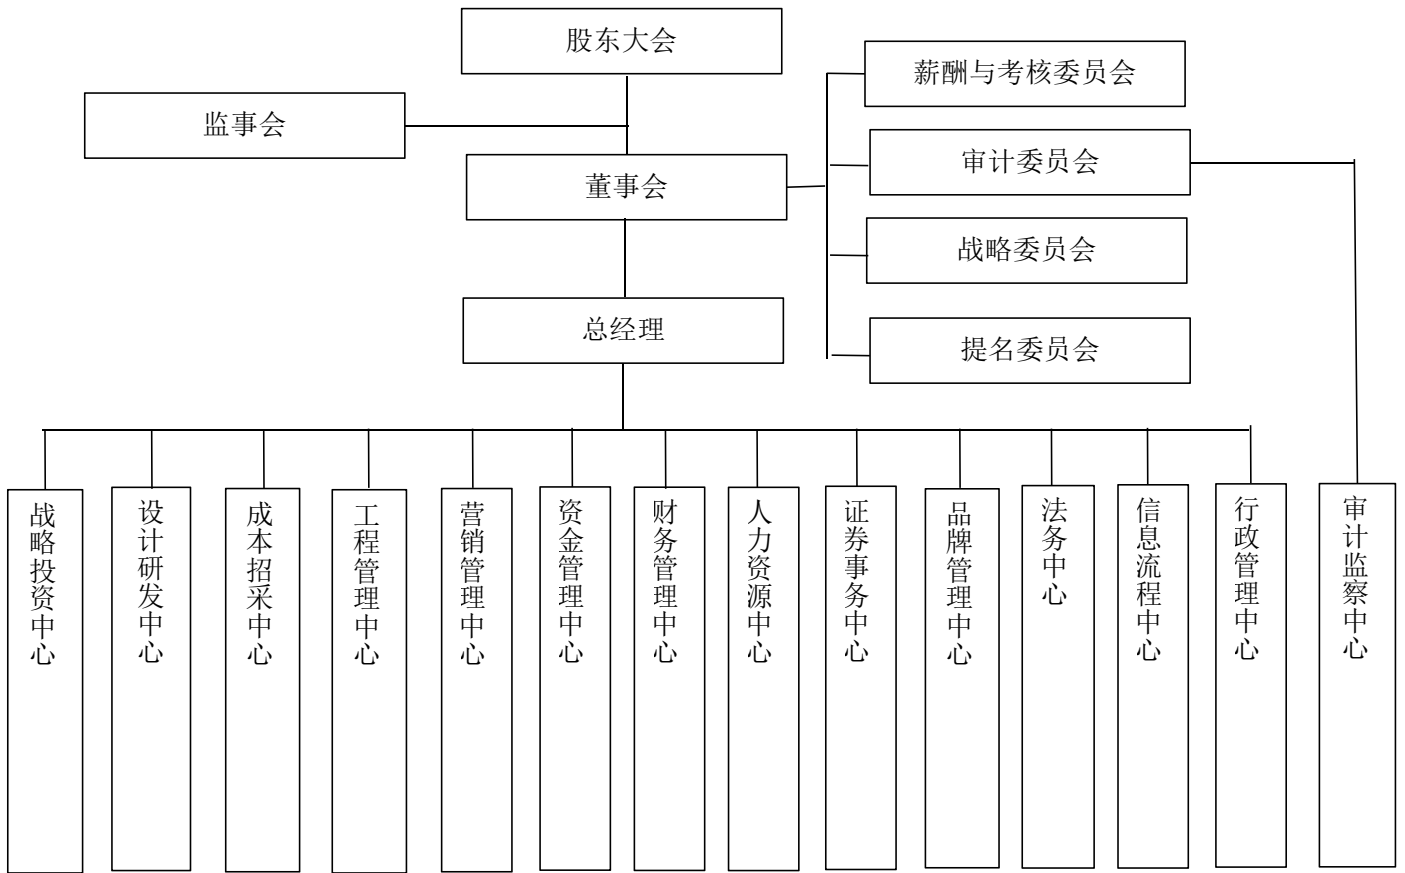 股东大会
薪酬与考核委员会
监事会
审计委员会
董事会
战略委员会
总经理
提名委员会
战略投资中心
设计研发中心
成本招采中心
工程管理中心
营销管理中心
资金管理中心
财务管理中心
人力资源中心
证券事务中心
品牌管理中心
法务中心
信息流程中心
行政管理中心
审计监察中心